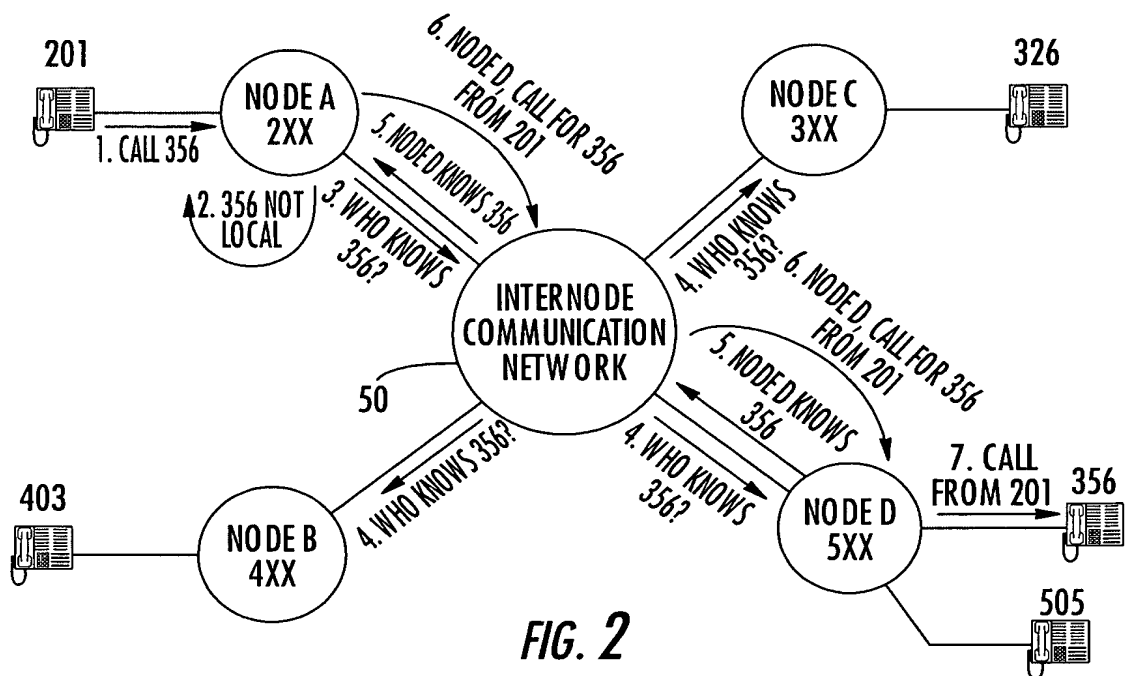 201
1. CALL 356
NODE A
2XX
2. 356 NOT
LOCAL
6. NODE D, CALL FOR 356
FROM 201
5. NODE D KNOWS 356
3. WHO KNOWS
356?
NODE C
3XX
326
4. WHO KNOWS
356?
INTERNODE
COMMUNICATION
NETWORK
50
6. NODE D, CALL FOR 356
FROM 201
5. NODE D KNOWS
356
4. WHO KNOWS
356?
4. WHO KNOWS 356?
403
NODE B
4XX
NODE D
5XX
7. CALL
FROM 201
356
505
FIG. 2